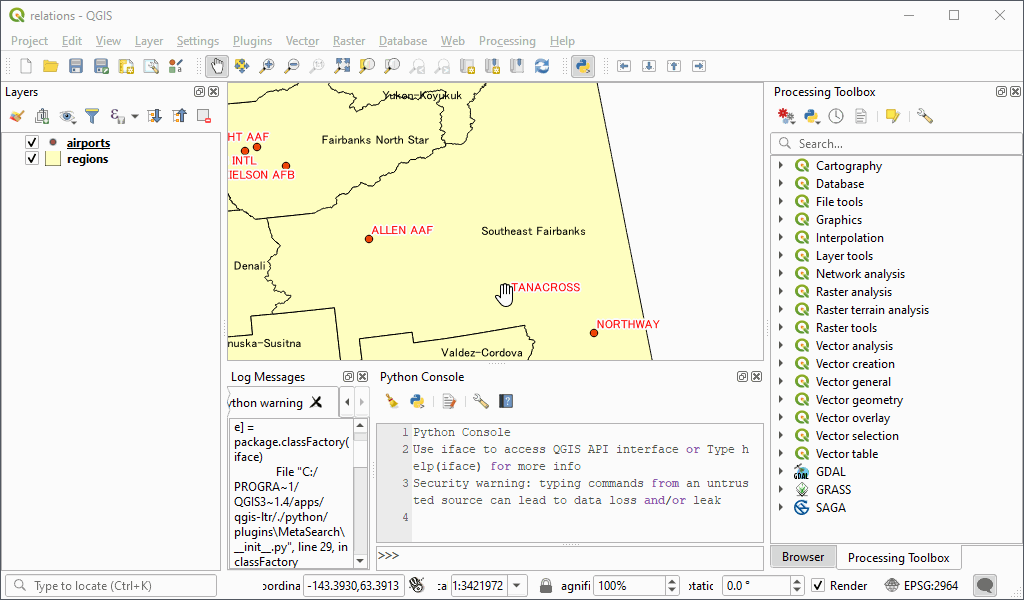 relations - QGIS
Project Edit View Layer Settings Plugins Vector Raster Database Web Processing Help
Layers
airports
regions
Yukon-Koyukuk
Fairbanks North Star
HT AAF
INTL
IELSON AFB
ALLEN AAF
Southeast Fairbanks
Denali
TANACROSS
NORTHWAY
nuska-Susitna
Valdez-Cordova
Log Messages
ython warning
e] =
package.classFactory(
iface)
File "C:/
PROGRA~1/
QGIS3~1.4/apps/
qgis-ltr/./python/
plugins\MetaSearch\
__init__.py", line 29, in
classFactory
Python Console
1 Python Console
2 Use iface to access QGIS API interface or Type h
elp(iface) for more info
3 Security warning: typing commands from an untrus
ted source can lead to data loss and/or leak
4
>>>
Processing Toolbox
Search...
Cartography
Database
File tools
Graphics
Interpolation
Layer tools
Network analysis
Raster analysis
Raster terrain analysis
Raster tools
Vector analysis
Vector creation
Vector general
Vector geometry
Vector overlay
Vector selection
Vector table
GDAL
GRASS
SAGA
Browser Processing Toolbox
Type to locate (Ctrl+K) oordina -143.3930,63.3913 :a 1:3421972 agnifi 100% otatic 0.0 ° Render EPSG:2964